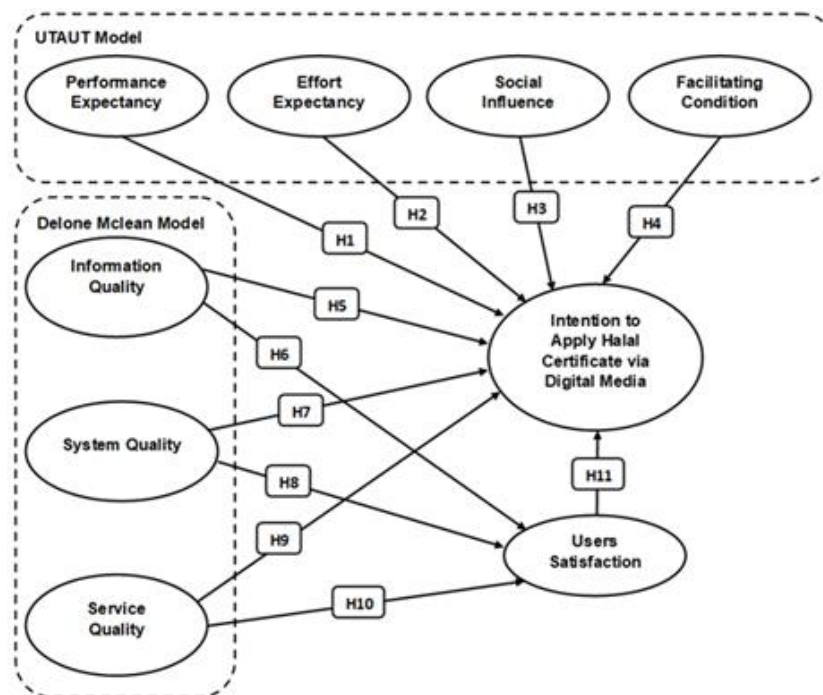 UTAUT Model
Performance
Expectancy
Effort
Expectancy
Social
Influence
Facilitating
Condition
H1
H2
H3
H4
Delone Mclean Model
Information
Quality
H5
H6
Intention to
Apply Halal
Certificate via
Digital Media
System Quality
H7
H8
H9
H11
Users
Satisfaction
Service
Quality
H10